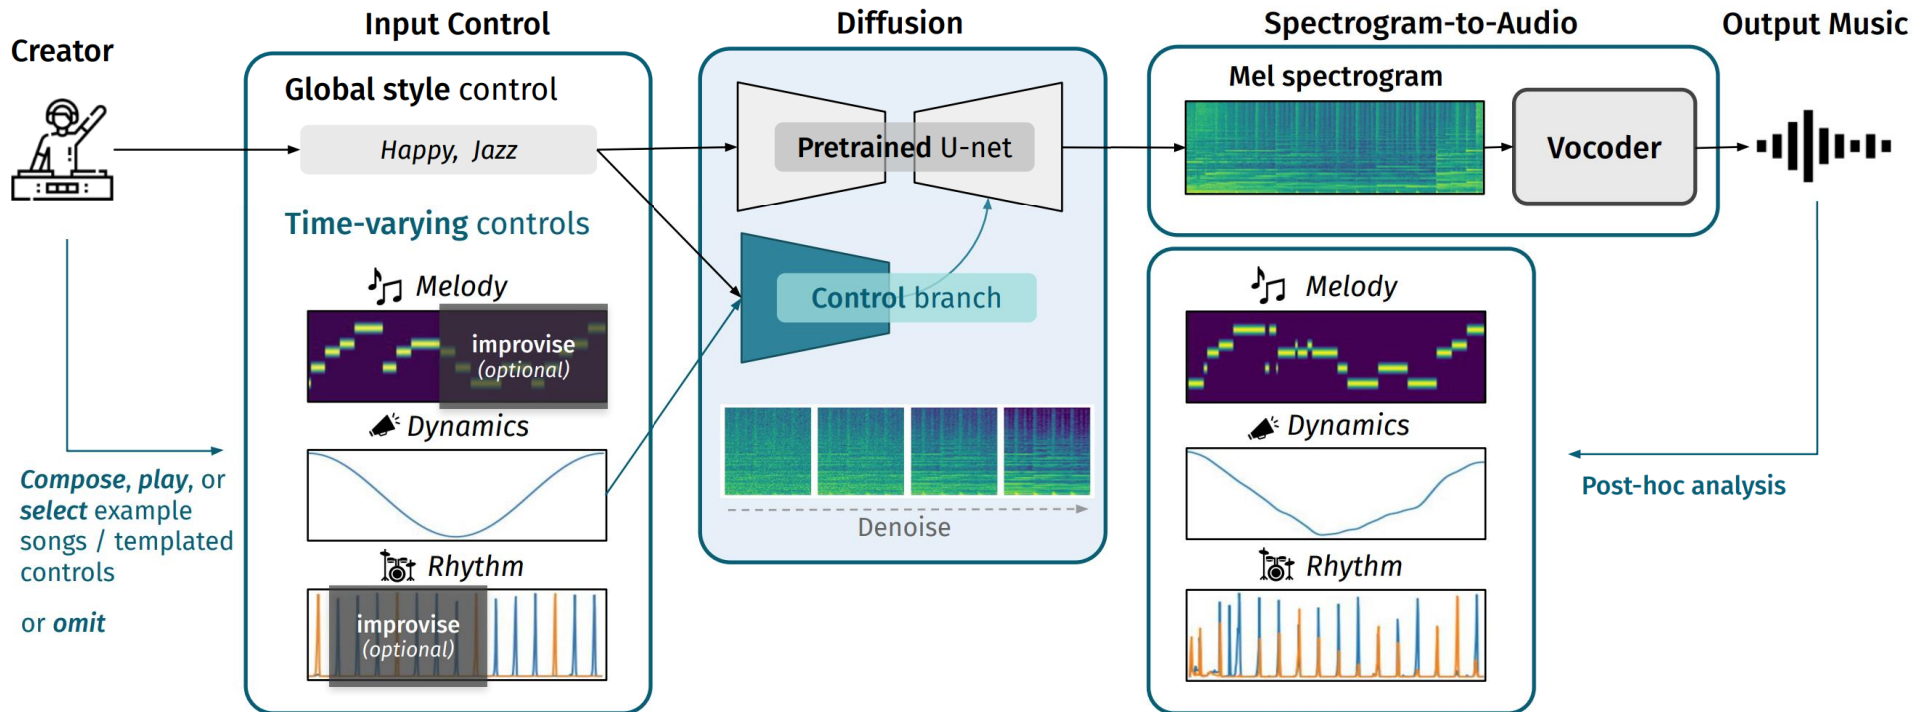 Creator
Input Control
Global style control
Happy, Jazz
Time-varying controls
Melody
improvise
(optional)
Dynamics
Rhythm
improvise
(optional)
Compose, play, or
select example
songs / templated
controls
or omit
Diffusion
Pretrained U-net
Control branch
Denoise
Spectrogram-to-Audio
Mel spectrogram
Vocoder
Output Music
Melody
Dynamics
Rhythm
Post-hoc analysis